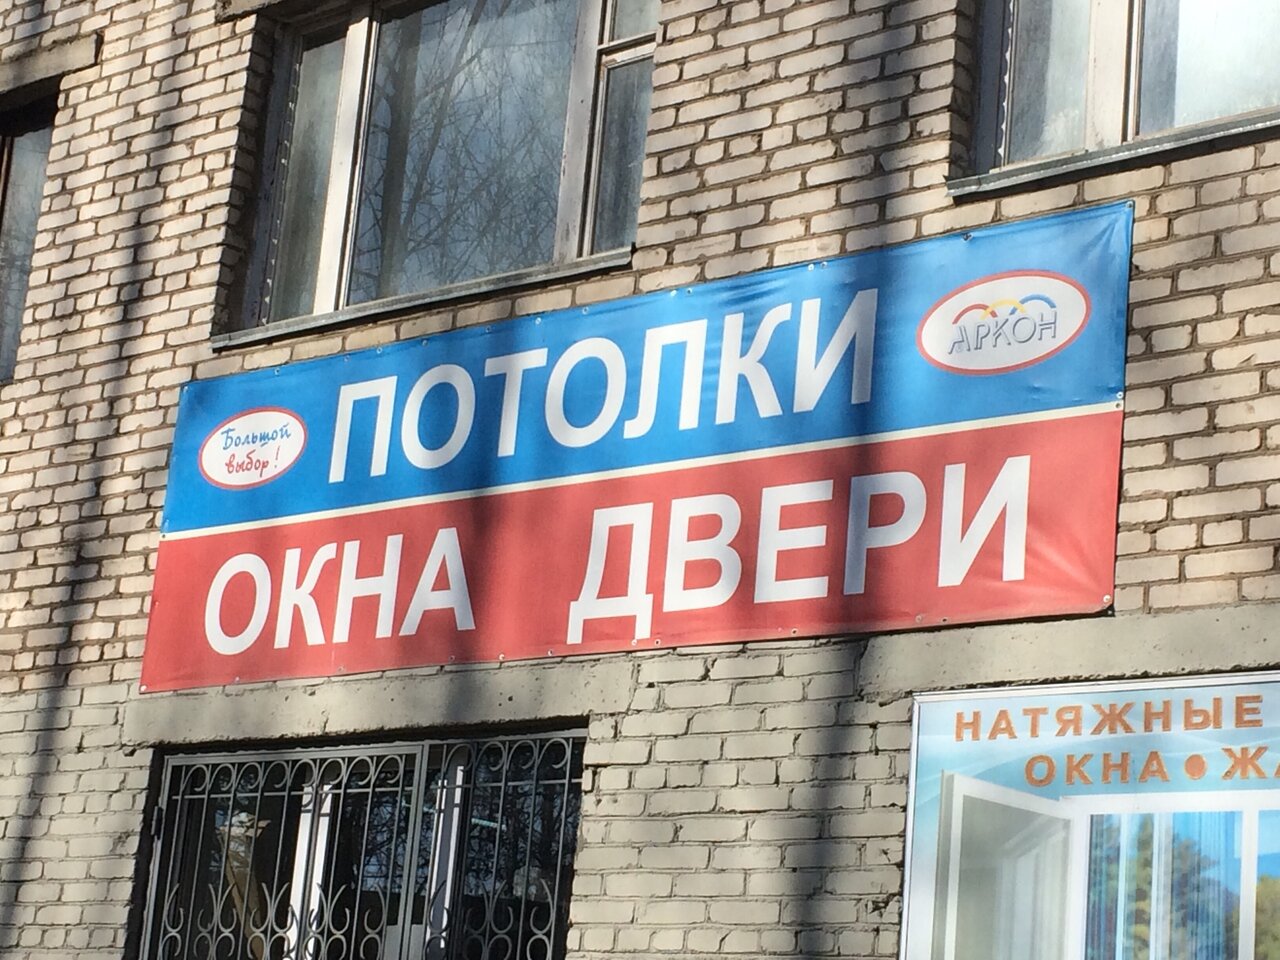 ПОТОЛКИ
АРКОН
Большой
выбор!
ОКНА ДВЕРИ
НАТЯЖНЫЕ
ОКНА •